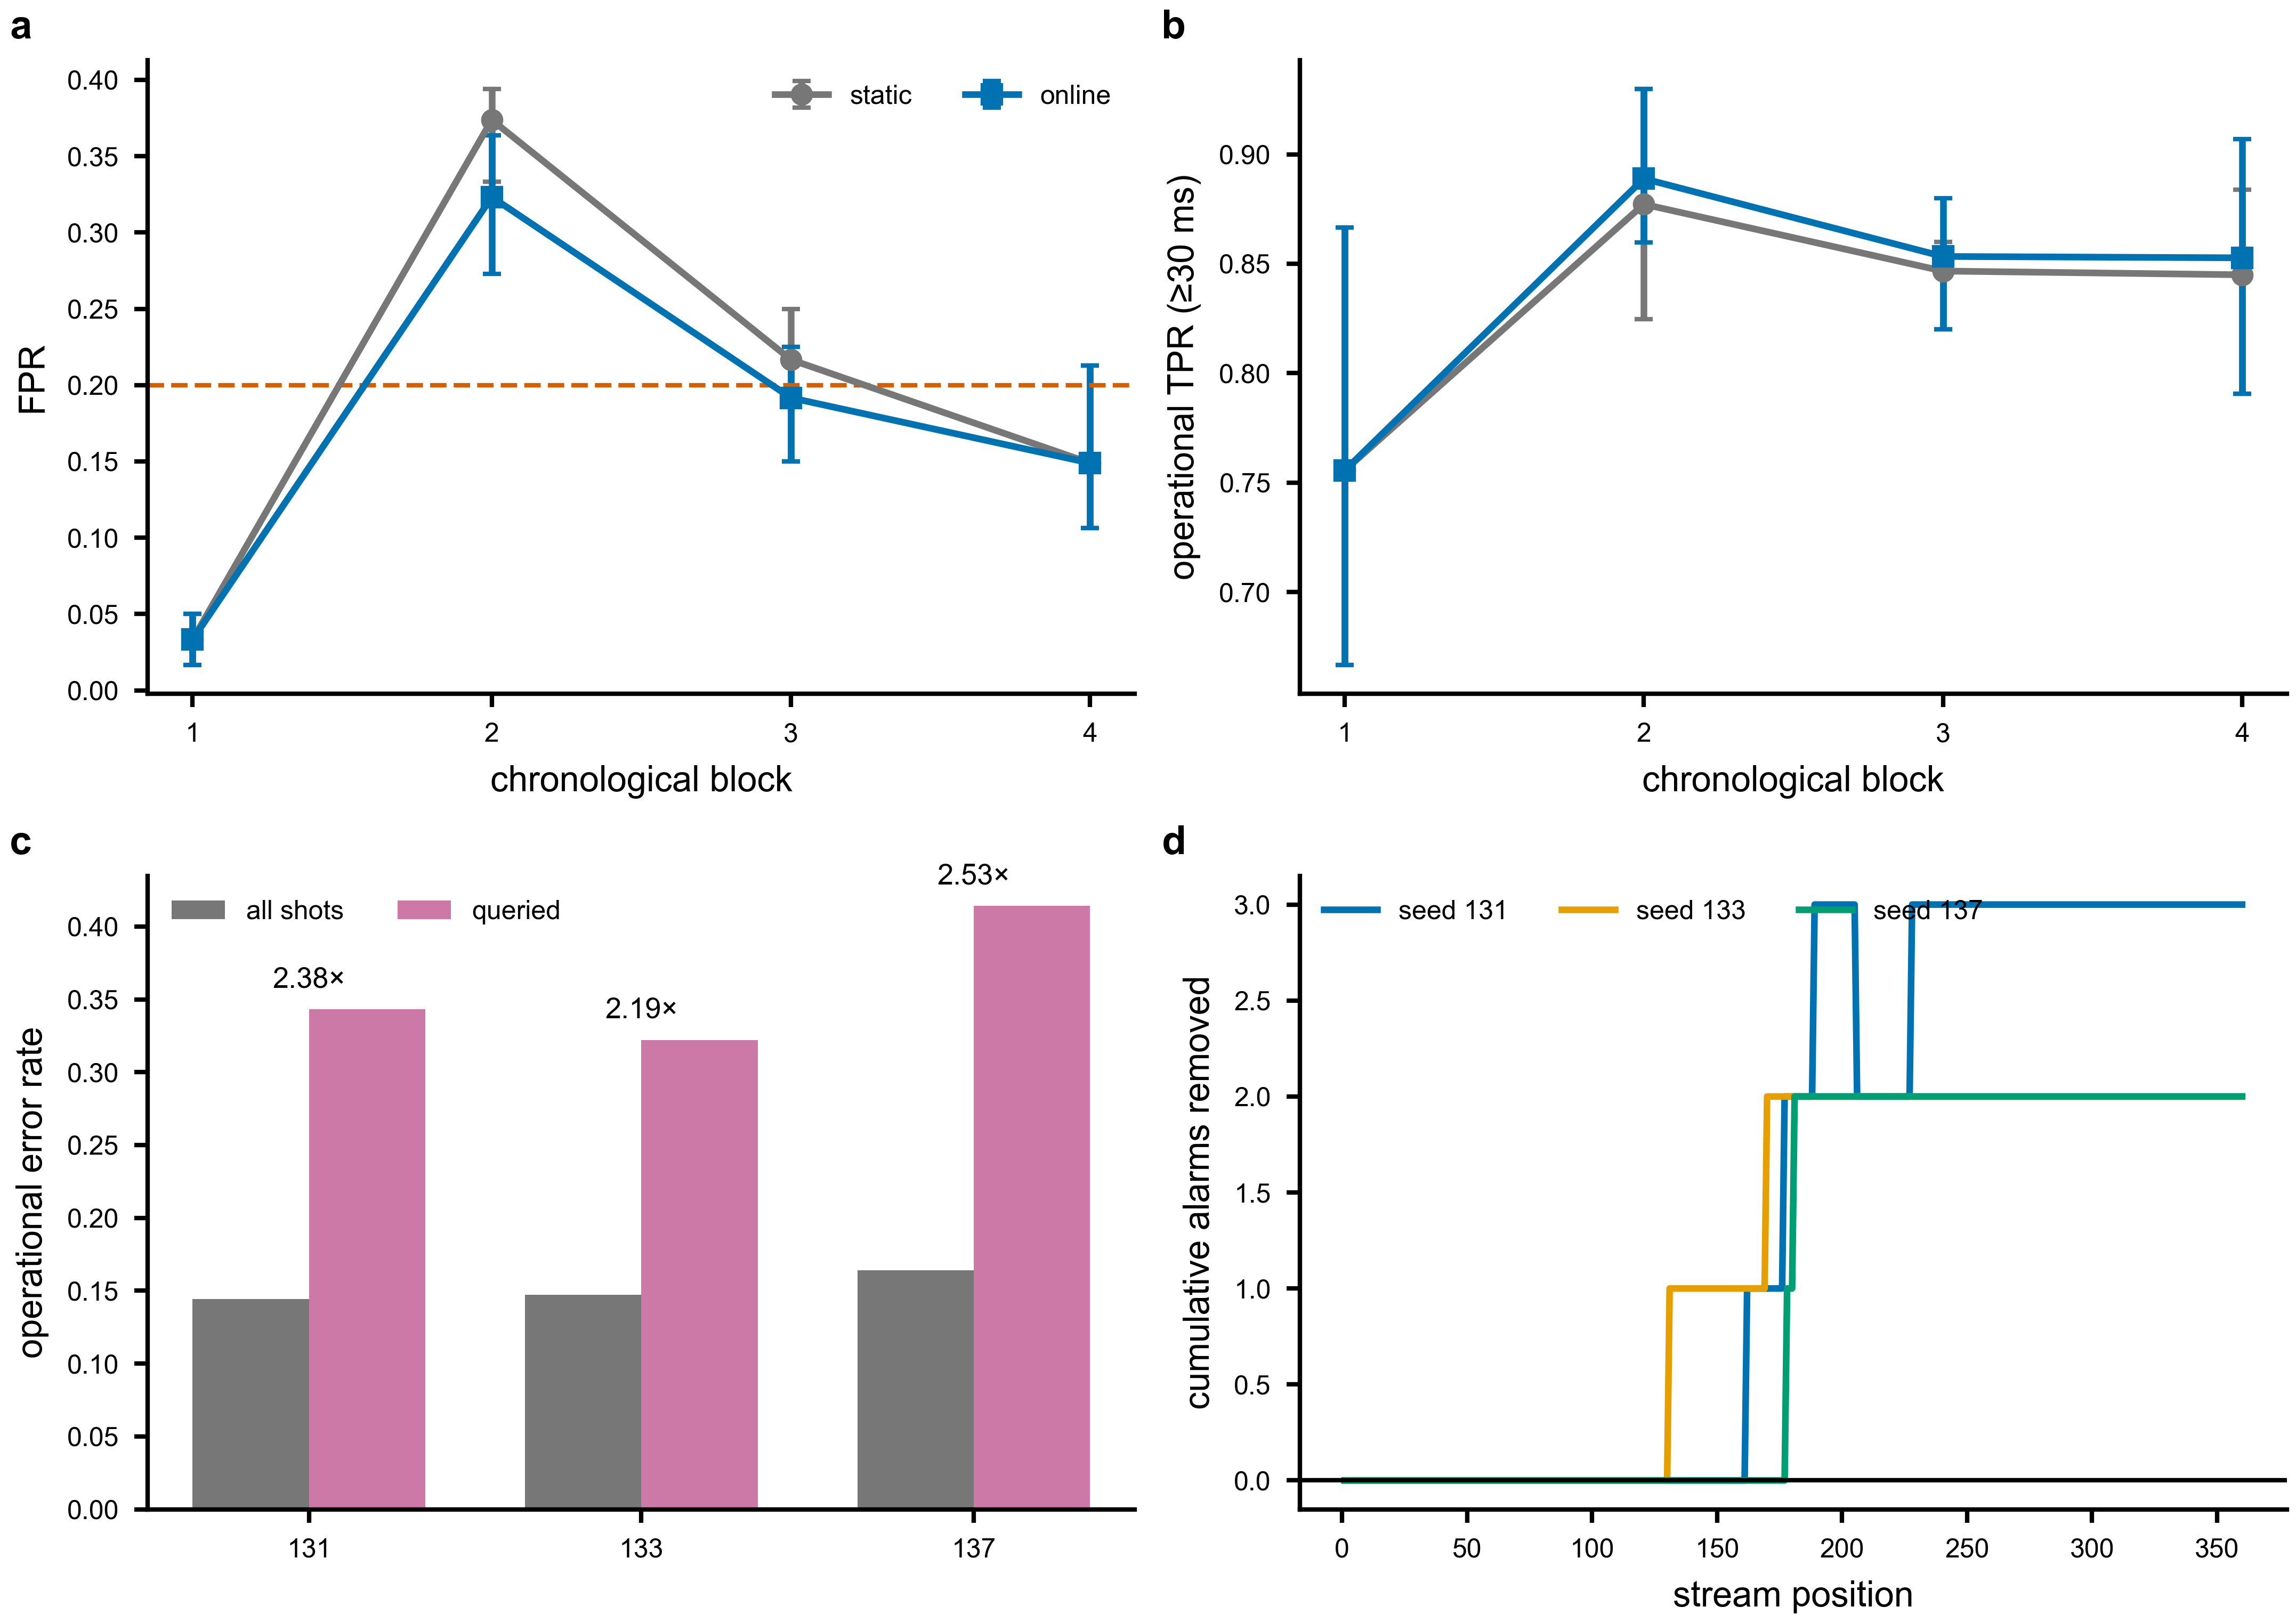 a
0.40
0.35
0.30
0.25
0.20
0.15
0.10
0.05
0.00
FPR
static
online
1
2
3
4
chronological block
b
0.90
0.85
0.80
0.75
0.70
operational TPR (≥30 ms)
1
2
3
4
chronological block
c
0.40
0.35
0.30
0.25
0.20
0.15
0.10
0.05
0.00
operational error rate
all shots
queried
2.38×
2.19×
2.53×
131
133
137
d
3.0
2.5
2.0
1.5
1.0
0.5
0.0
cumulative alarms removed
seed 131
seed 133
seed 137
0
50
100
150
200
250
300
350
stream position